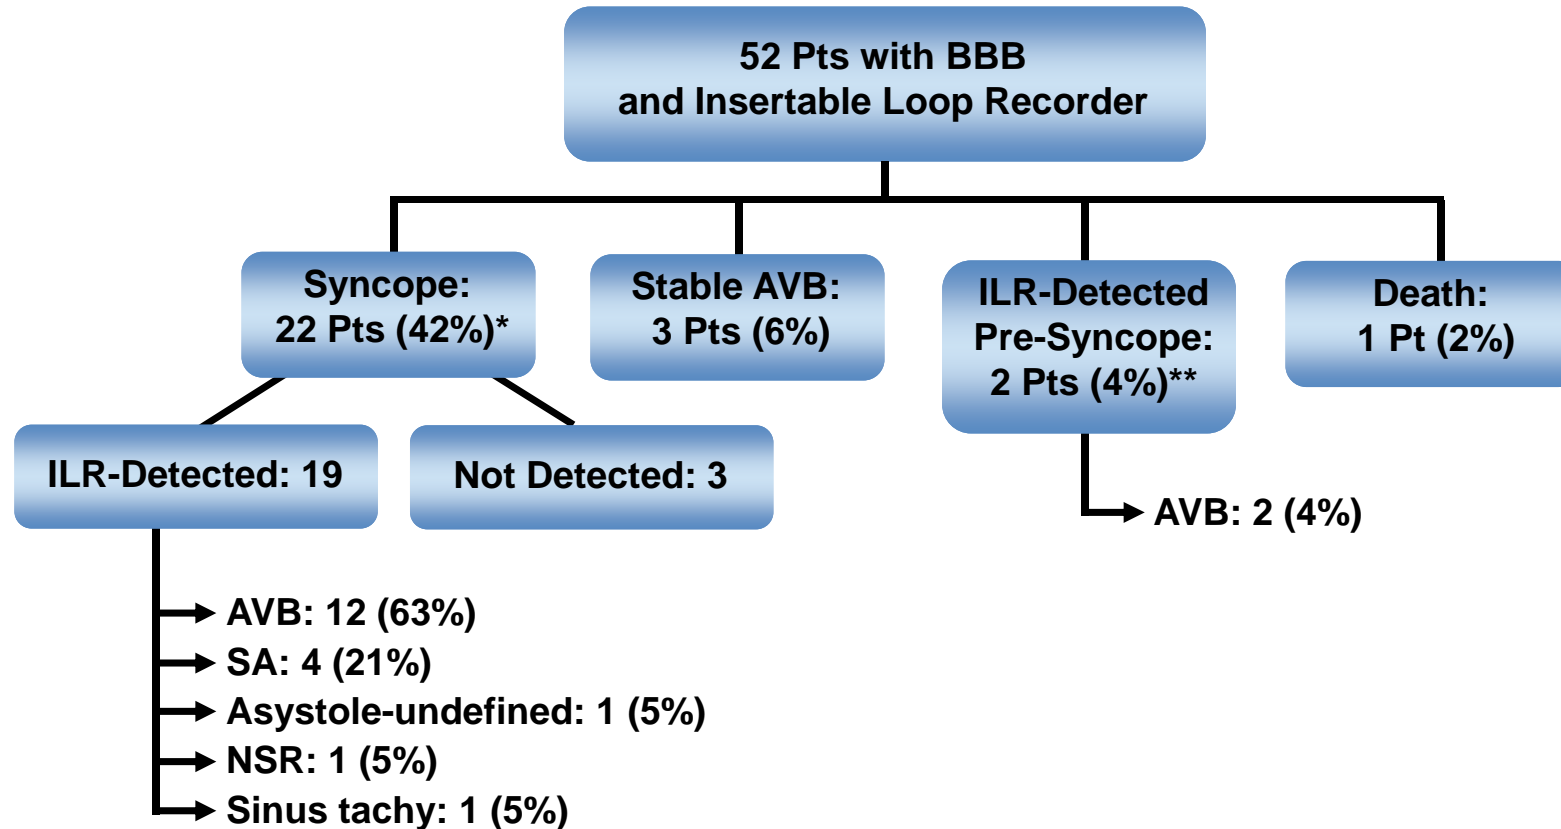 52 Pts with BBB
and Insertable Loop Recorder
Syncope:
22 Pts (42%)*
Stable AVB:
3 Pts (6%)
ILR-Detected
Pre-Syncope:
2 Pts (4%)**
Death:
1 Pt (2%)
ILR-Detected: 19
Not Detected: 3
AVB: 2 (4%)
AVB: 12 (63%)
SA: 4 (21%)
Asystole-undefined: 1 (5%)
NSR: 1 (5%)
Sinus tachy: 1 (5%)